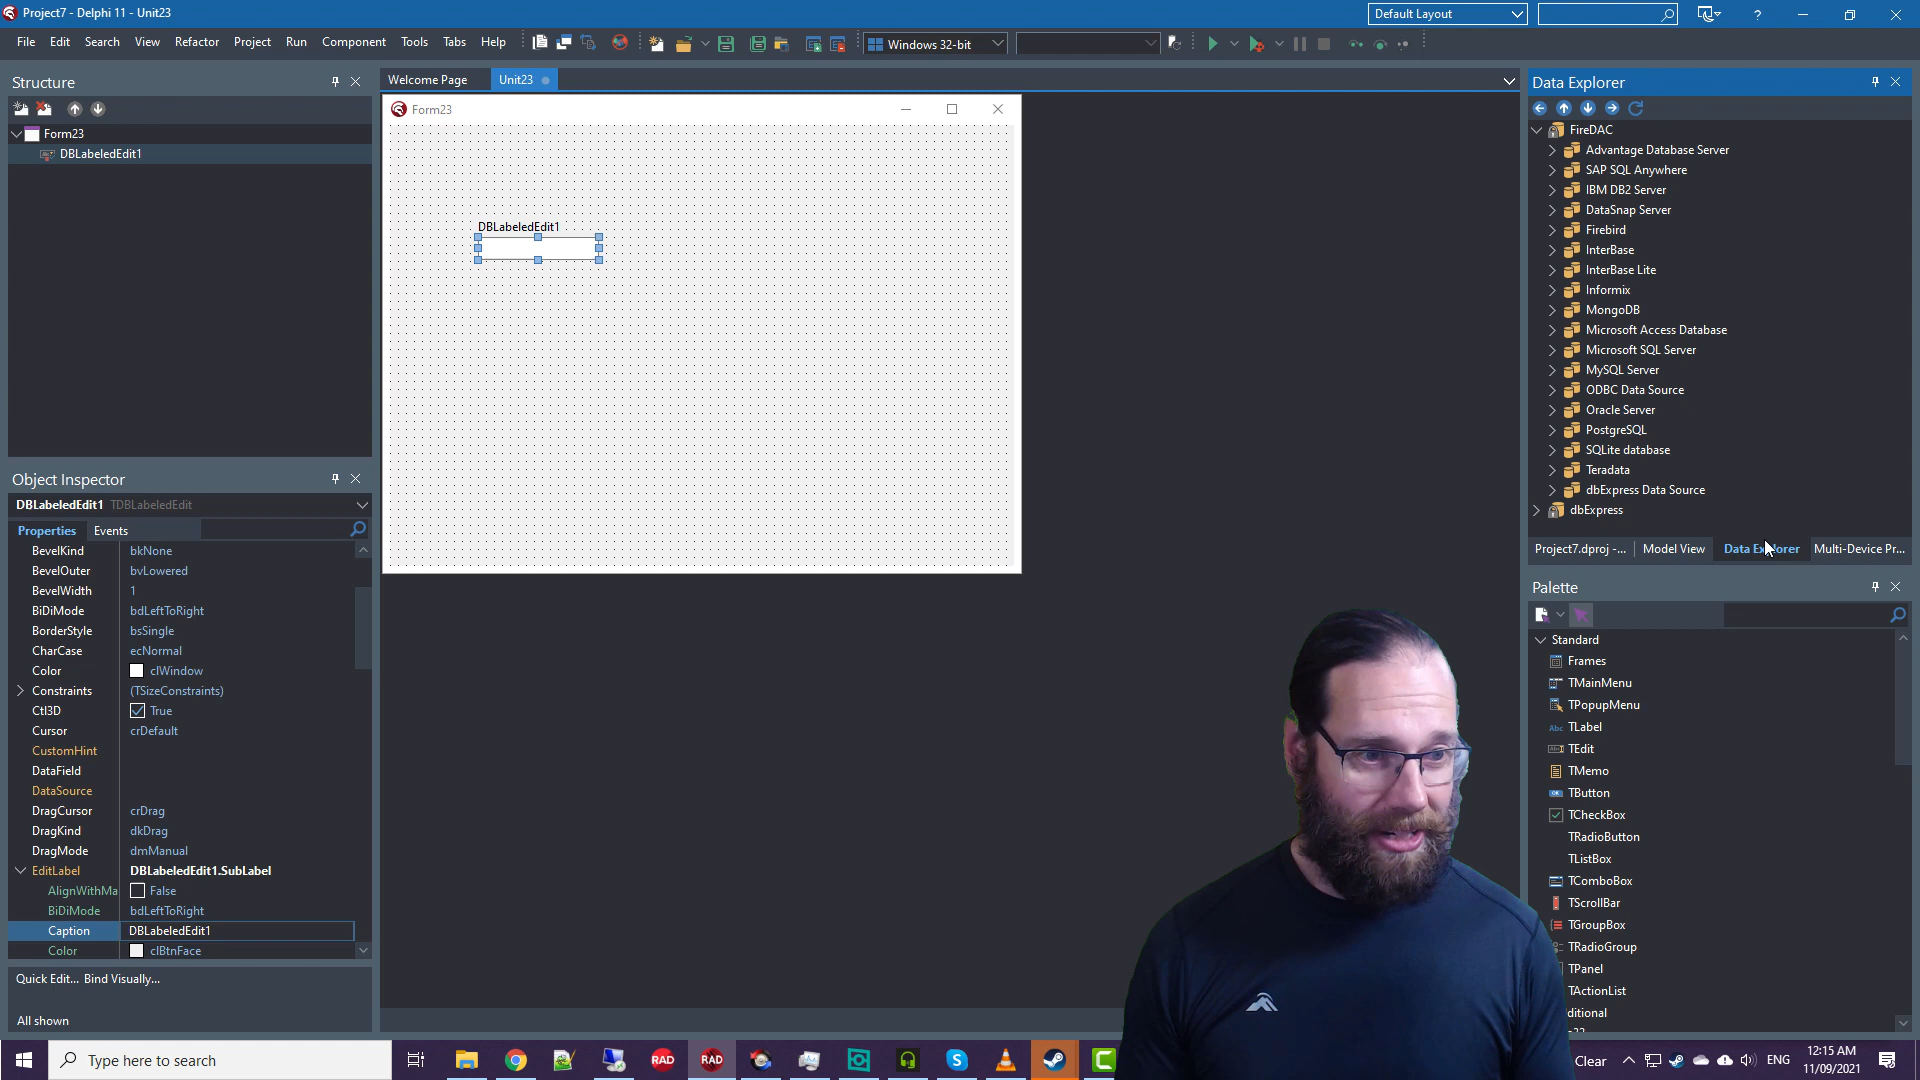 Project7 - Delphi 11 - Unit23
Default Layout
File Edit Search View Refactor Project Run Component Tools Tabs Help
Windows 32-bit
Structure
Form23
DBLabeledEdit1
Object Inspector
DBLabeledEdit1 TDBLabeledEdit
Properties Events
BevelKind bkNone
BevelOuter bvLowered
BevelWidth 1
BiDiMode bdLeftToRight
BorderStyle bsSingle
CharCase ecNormal
Color clWindow
Constraints (TSizeConstraints)
Ctl3D True
Cursor crDefault
CustomHint
DataField
DataSource
DragCursor crDrag
DragKind dkDrag
DragMode dmManual
EditLabel DBLabeledEdit1.SubLabel
AlignWithMa False
BiDiMode bdLeftToRight
Caption DBLabeledEdit1
Color clBtnFace
Quick Edit... Bind Visually...
All shown
Welcome Page Unit23
Form23
DBLabeledEdit1
Data Explorer
FireDAC
Advantage Database Server
SAP SQL Anywhere
IBM DB2 Server
DataSnap Server
Firebird
InterBase
InterBase Lite
Informix
MongoDB
Microsoft Access Database
Microsoft SQL Server
MySQL Server
ODBC Data Source
Oracle Server
PostgreSQL
SQLite database
Teradata
dbExpress Data Source
dbExpress
Project7.dproj -... Model View Data Explorer Multi-Device Pr...
Palette
Standard
Frames
TMainMenu
TPopupMenu
Abc TLabel
TEdit
TMemo
OK TButton
TCheckBox
TRadioButton
TListBox
TComboBox
TScrollBar
TGroupBox
TRadioGroup
TPanel
TActionList
ditional
Type here to search
RAD
RAD
Clear
ENG
12:15 AM
11/09/2021